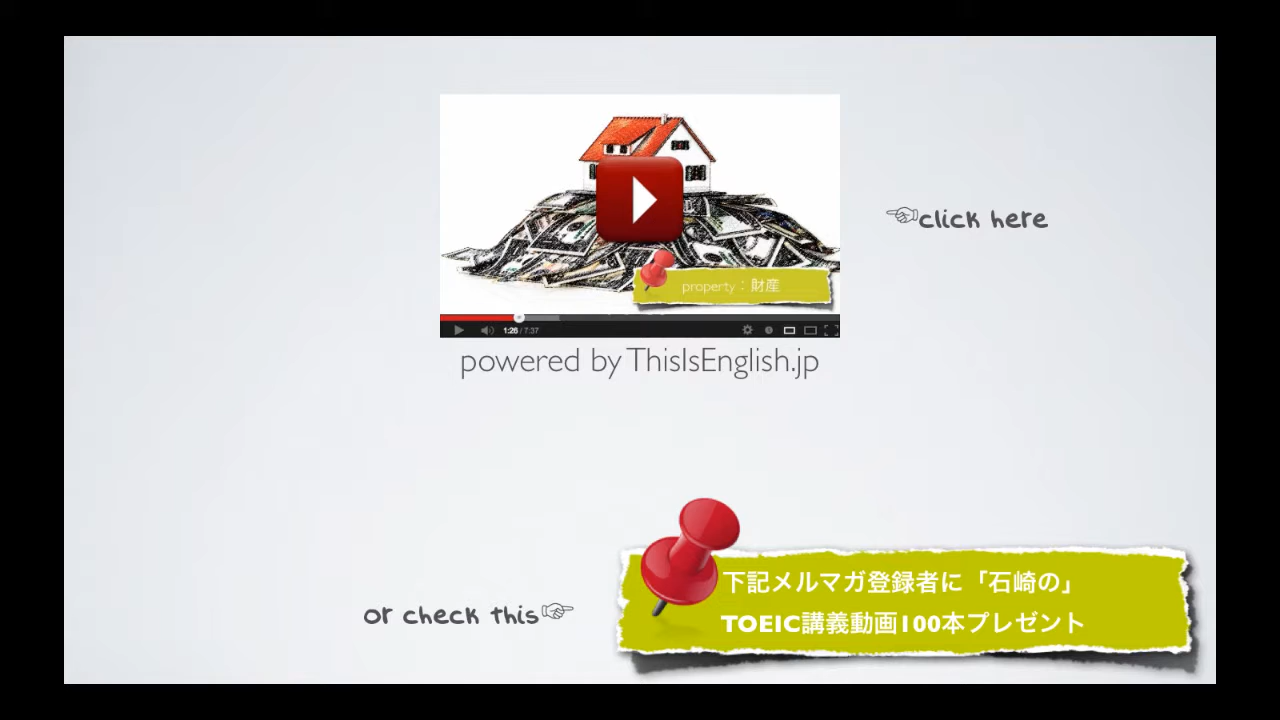 property：財産
1:26 / 7:37
☜click here
powered by ThisIsEnglish.jp
or check this☞
下記メルマガ登録者に「石崎の」
TOEIC講義動画100本プレゼント